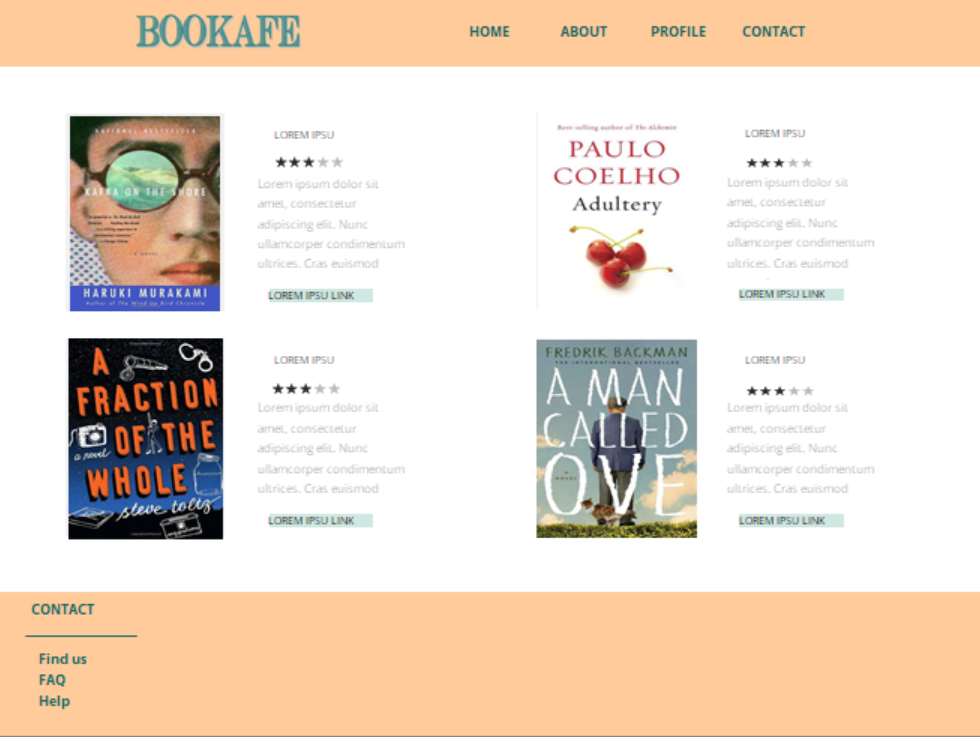 BOOKAFE
HOME ABOUT PROFILE CONTACT
NATIONAL BESTSELLER
KAFKA ON THE SHORE
A NOVEL
HARUKI MURAKAMI
Author of The Wind-Up Bird Chronicle
LOREM IPSU
Lorem ipsum dolor sit
amet, consectetur
adipiscing elit. Nunc
ullamcorper condimentum
ultrices. Cras euismod
LOREM IPSU LINK
Best-selling author of The Alchemist
PAULO
COELHO
Adultery
LOREM IPSU
Lorem ipsum dolor sit
amet, consectetur
adipiscing elit. Nunc
ullamcorper condimentum
ultrices. Cras euismod
LOREM IPSU LINK
A
FRACTION
OF THE
a novel
WHOLE
steve toltz
LOREM IPSU
Lorem ipsum dolor sit
amet, consectetur
adipiscing elit. Nunc
ullamcorper condimentum
ultrices. Cras euismod
LOREM IPSU LINK
FREDRIK BACKMAN
THE INTERNATIONAL BESTSELLER
A MAN
CALLED
OVE
A
NOVEL
LOREM IPSU
Lorem ipsum dolor sit
amet, consectetur
adipiscing elit. Nunc
ullamcorper condimentum
ultrices. Cras euismod
LOREM IPSU LINK
CONTACT
Find us
FAQ
Help